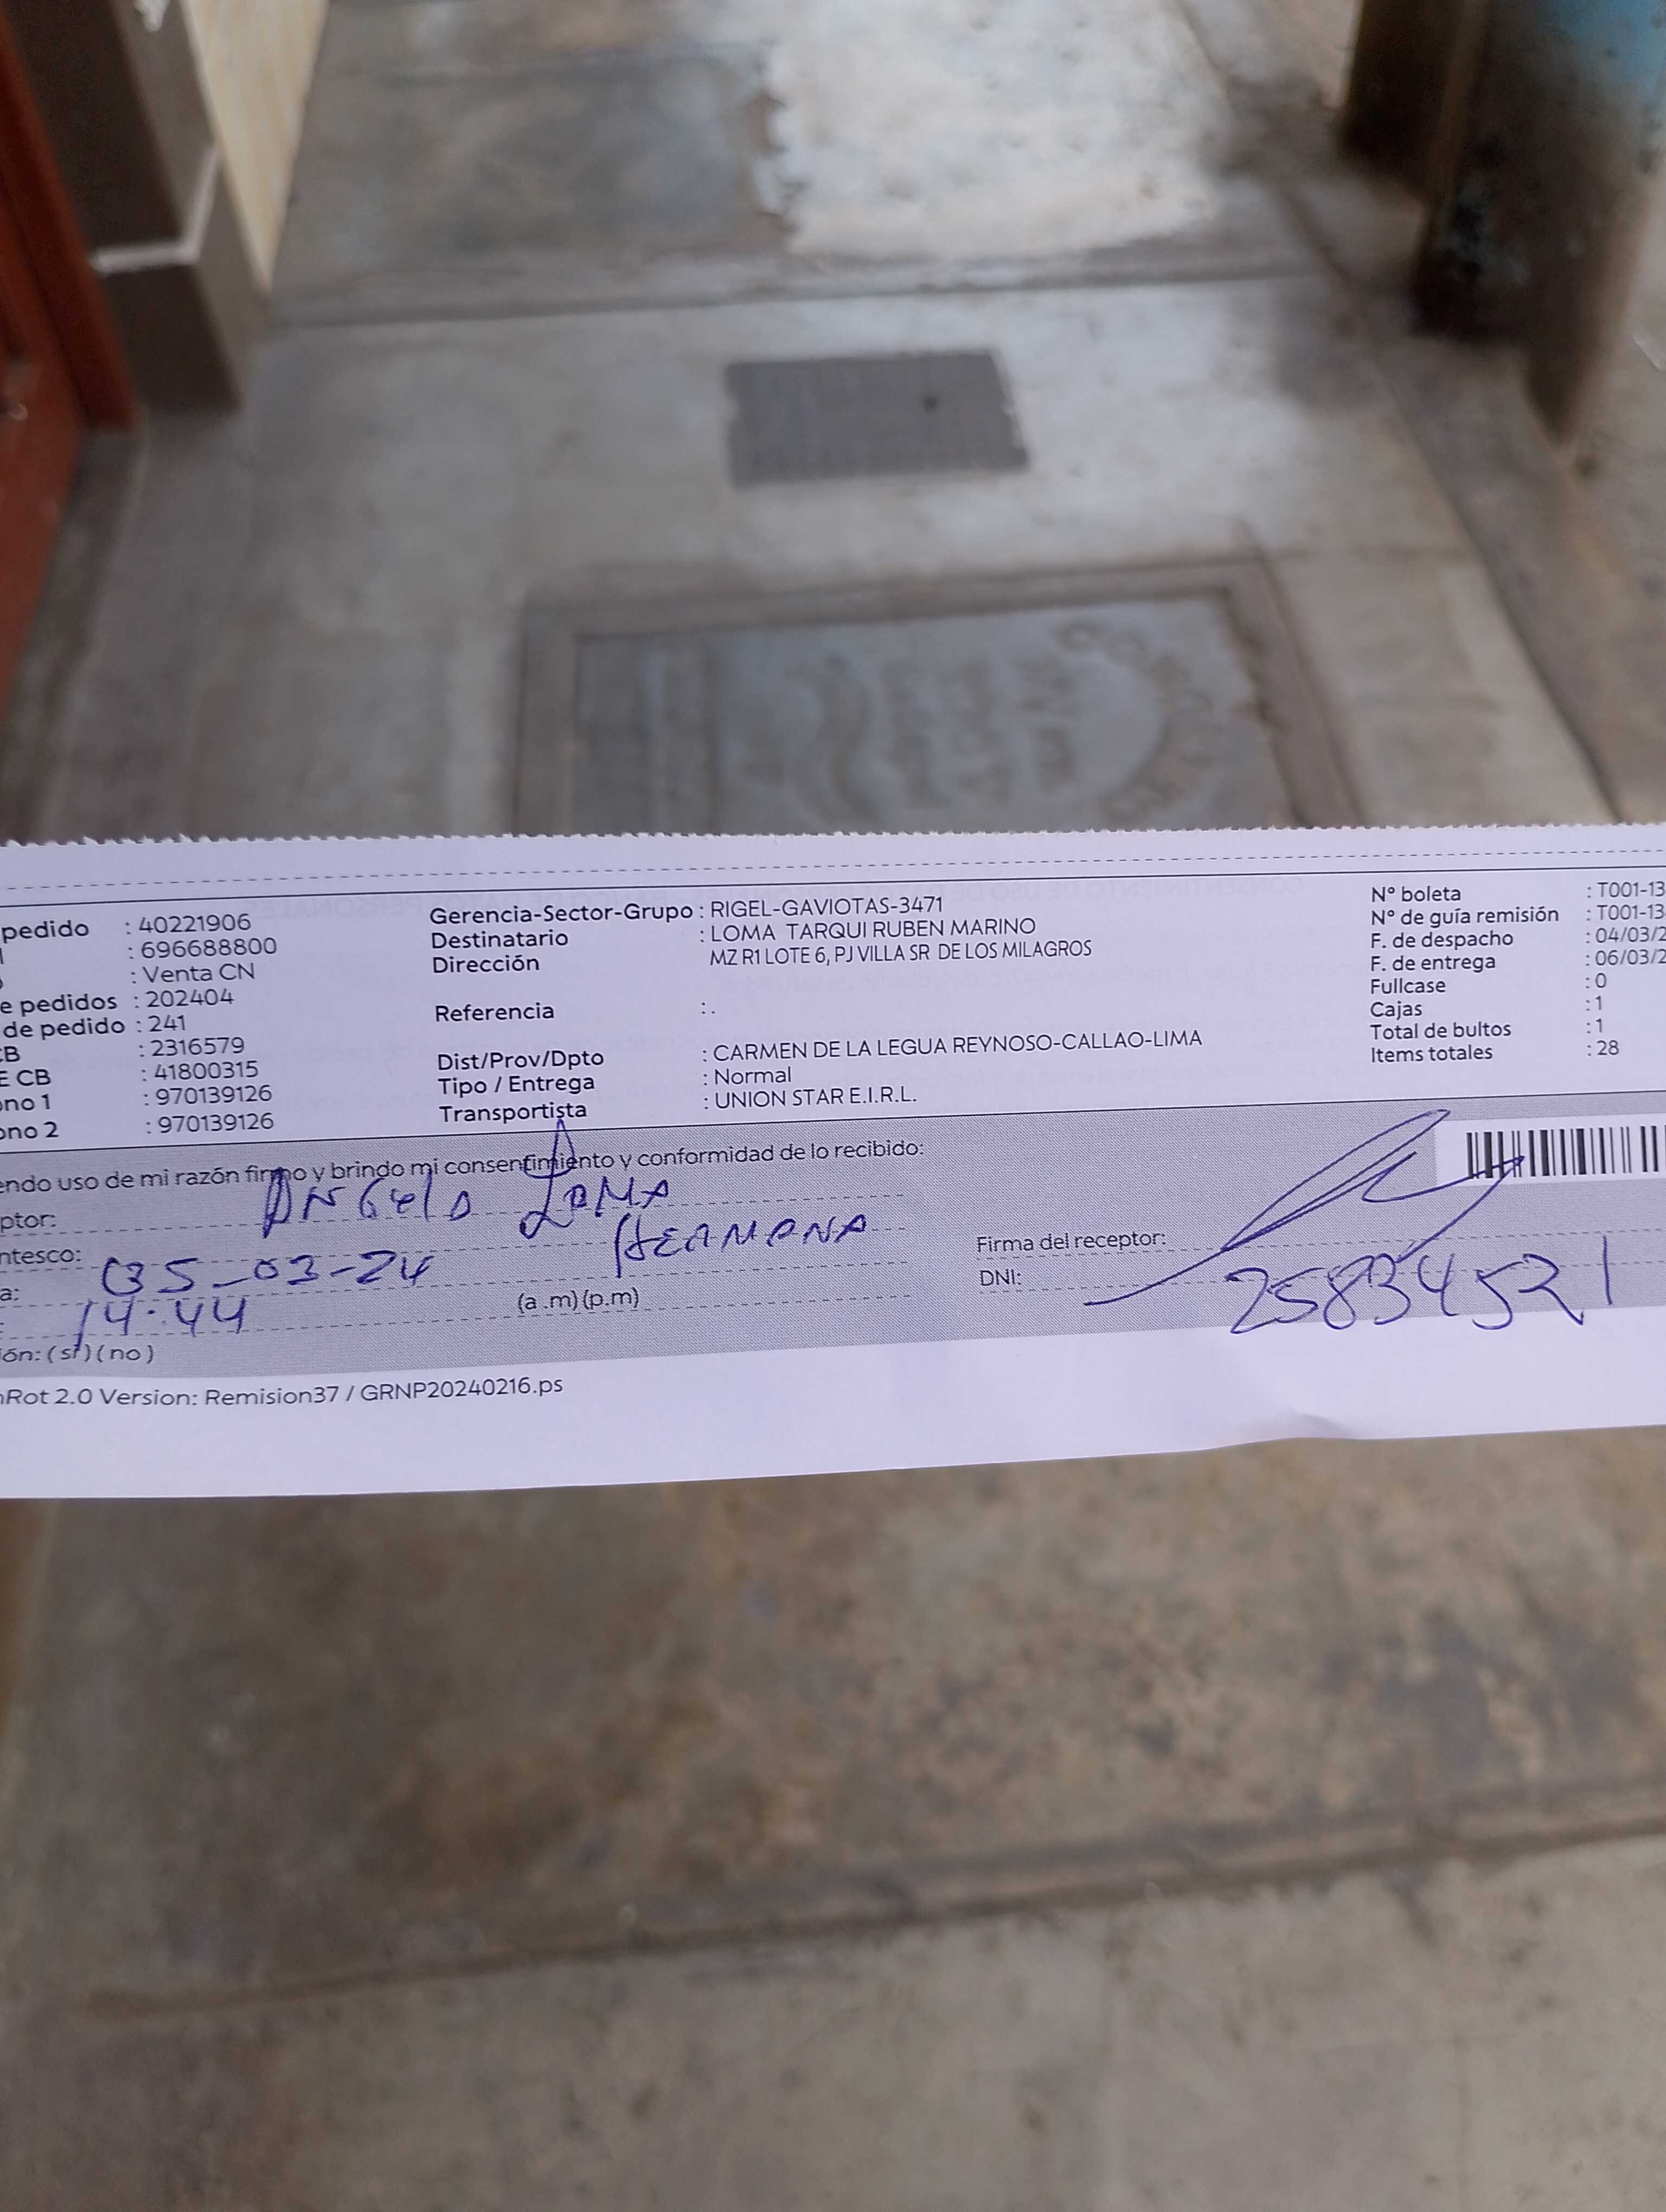 pedido : 40221906
: 696688800
: Venta CN
e pedidos : 202404
de pedido : 241
CB : 2316579
E CB : 41800315
ono 1 : 970139126
ono 2 : 970139126
Gerencia-Sector-Grupo : RIGEL-GAVIOTAS-3471
Destinatario : LOMA TARQUI RUBEN MARINO
Dirección MZ R1 LOTE 6, PJ VILLA SR DE LOS MILAGROS
Referencia : .
Dist/Prov/Dpto : CARMEN DE LA LEGUA REYNOSO-CALLAO-LIMA
Tipo / Entrega : Normal
Transportista : UNION STAR E.I.R.L.
N° boleta : T001-13
N° de guía remisión : T001-13
F. de despacho : 04/03/2
F. de entrega : 06/03/2
Fullcase : 0
Cajas : 1
Total de bultos : 1
Items totales : 28
endo uso de mi razón firmo y brindo mi consentimiento y conformidad de lo recibido:
ptor: ANGELA LOMA
ntesco: HERMANA
a: 05-03-24
: 14:44 (a .m) (p.m)
Firma del receptor:
DNI: 25834521
ión: ( si ) ( no )
nRot 2.0 Version: Remision37 / GRNP20240216.ps